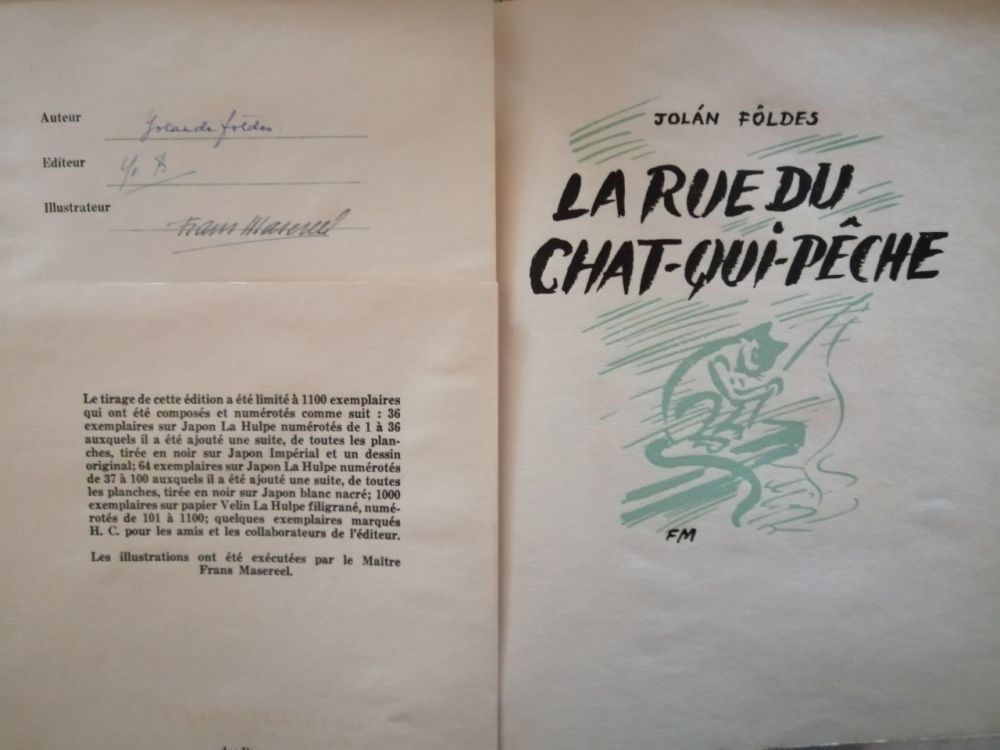 Auteur
Jolande földes.
Editeur
Illustrateur
Frans Masereel
Le tirage de cette édition a été limité à 1100 exemplaires
qui ont été composés et numérotés comme suit : 36
exemplaires sur Japon La Hulpe numérotés de 1 à 36
auxquels il a été ajouté une suite, de toutes les plan-
ches, tirée en noir sur Japon Impérial et un dessin
original; 64 exemplaires sur Japon La Hulpe numérotés
de 37 à 100 auxquels il a été ajouté une suite, de toutes
les planches, tirée en noir sur Japon blanc nacré; 1000
exemplaires sur papier Velin La Hulpe filigrané, numé-
rotés de 101 à 1100; quelques exemplaires marqués
H. C. pour les amis et les collaborateurs de l'éditeur.
Les illustrations ont été exécutées par le Maître
Frans Masereel.
JOLÁN FÔLDES
LA RUE DU
CHAT-QUI-PÊCHE
FM